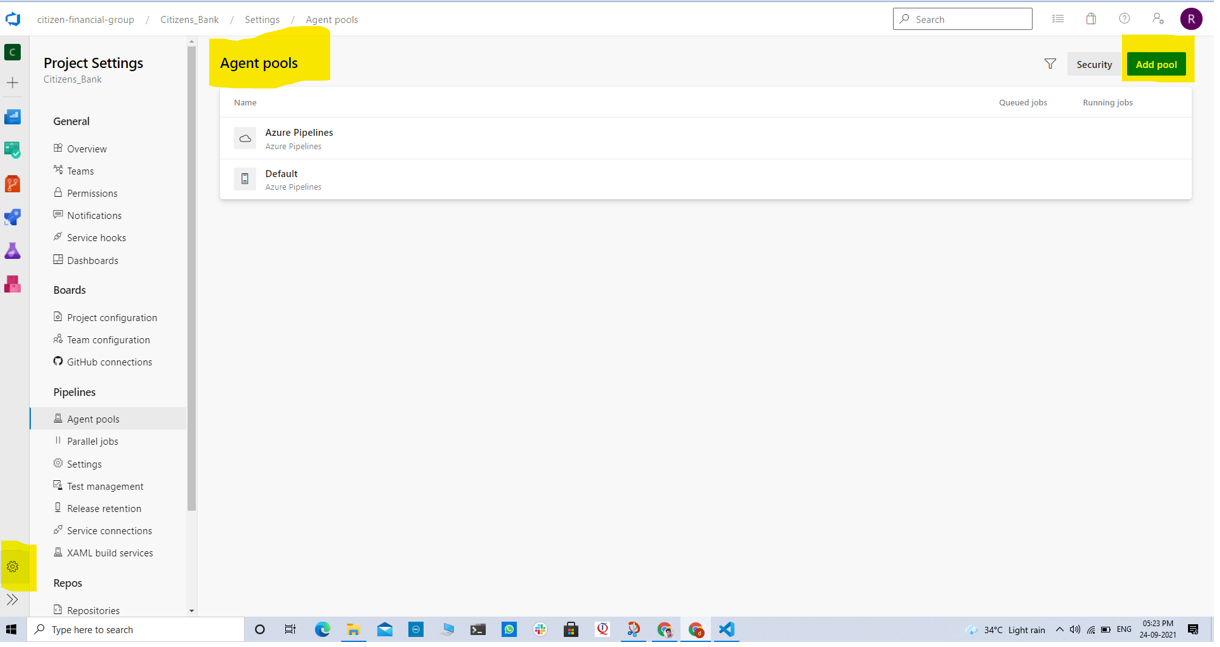 citizen-financial-group / Citizens_Bank / Settings / Agent pools
Search
R
C
Project Settings
Citizens_Bank
General
Overview
Teams
Permissions
Notifications
Service hooks
Dashboards
Boards
Project configuration
Team configuration
GitHub connections
Pipelines
Agent pools
Parallel jobs
Settings
Test management
Release retention
Service connections
XAML build services
Repos
Repositories
Agent pools
Security
Add pool
Name Queued jobs Running jobs
Azure Pipelines
Azure Pipelines
Default
Azure Pipelines
Type here to search
34°C Light rain
ENG
05:23 PM
24-09-2021